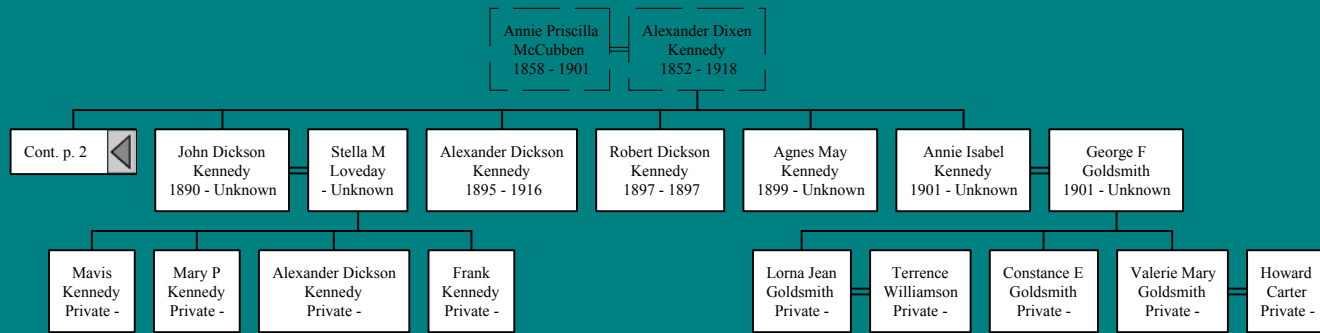 Annie Priscilla
McCubben
1858 - 1901
Alexander Dixen
Kennedy
1852 - 1918
Cont. p. 2
John Dickson
Kennedy
1890 - Unknown
Stella M
Loveday
- Unknown
Alexander Dickson
Kennedy
1895 - 1916
Robert Dickson
Kennedy
1897 - 1897
Agnes May
Kennedy
1899 - Unknown
Annie Isabel
Kennedy
1901 - Unknown
George F
Goldsmith
1901 - Unknown
Mavis
Kennedy
Private -
Mary P
Kennedy
Private -
Alexander Dickson
Kennedy
Private -
Frank
Kennedy
Private -
Lorna Jean
Goldsmith
Private -
Terrence
Williamson
Private -
Constance E
Goldsmith
Private -
Valerie Mary
Goldsmith
Private -
Howard
Carter
Private -